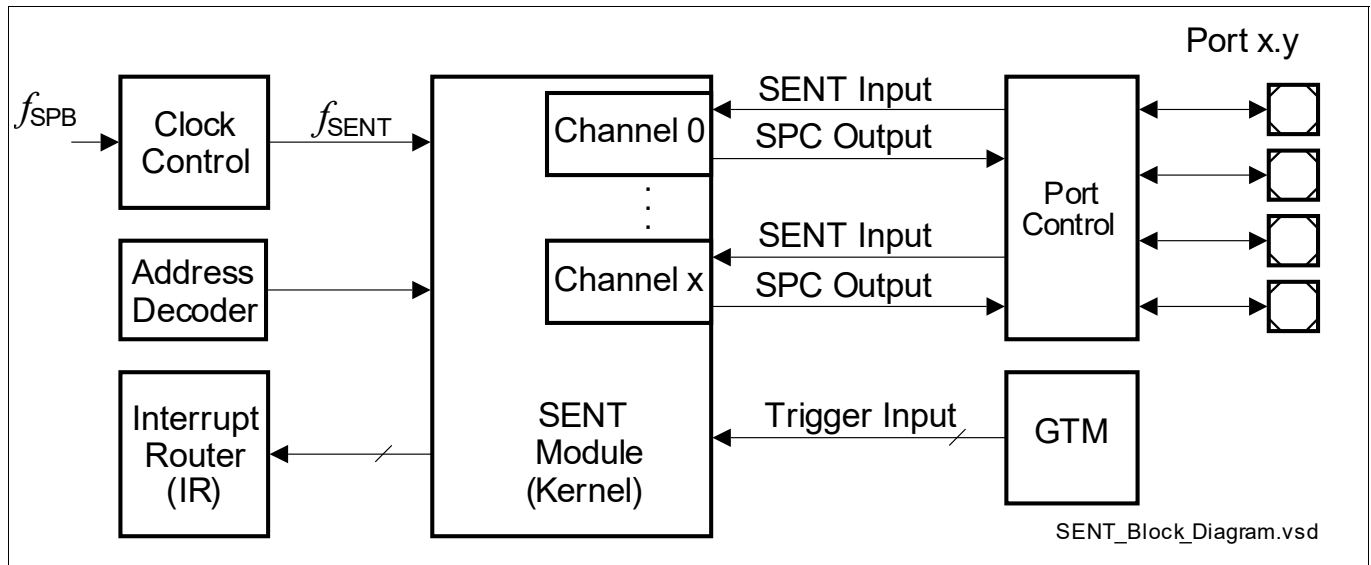 Port x.y
fSPB
Clock
Control
fSENT
Channel 0
SENT Input
SPC Output
Port
Control
Address
Decoder
Channel x
SENT Input
SPC Output
Interrupt
Router
(IR)
SENT
Module
(Kernel)
Trigger Input
GTM
SENT_Block_Diagram.vsd